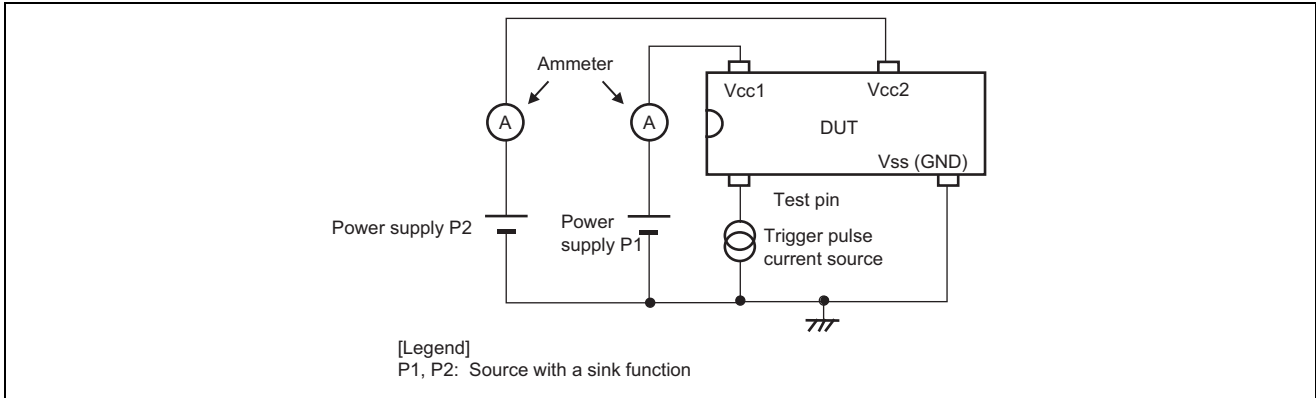 Ammeter
Vcc1
Vcc2
A
A
DUT
Vss (GND)
Test pin
Power supply P2
Power
supply P1
Trigger pulse
current source
[Legend]
P1, P2: Source with a sink function